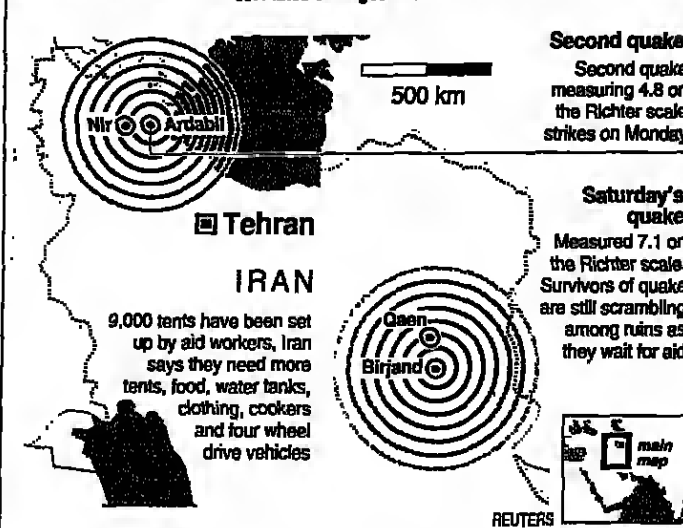 500 km
Second quake
Second quake
measuring 4.8 on
the Richter scale
strikes on Monday
Nir
Ardabil
Tehran
IRAN
9,000 tents have been set
up by aid workers, Iran
says they need more
tents, food, water tanks,
clothing, cookers
and four wheel
drive vehicles
Saturday's
quake
Measured 7.1 on
the Richter scale.
Survivors of quake
are still scrambling
among ruins as
they wait for aid
Qaen
Birjand
main
map
REUTERS